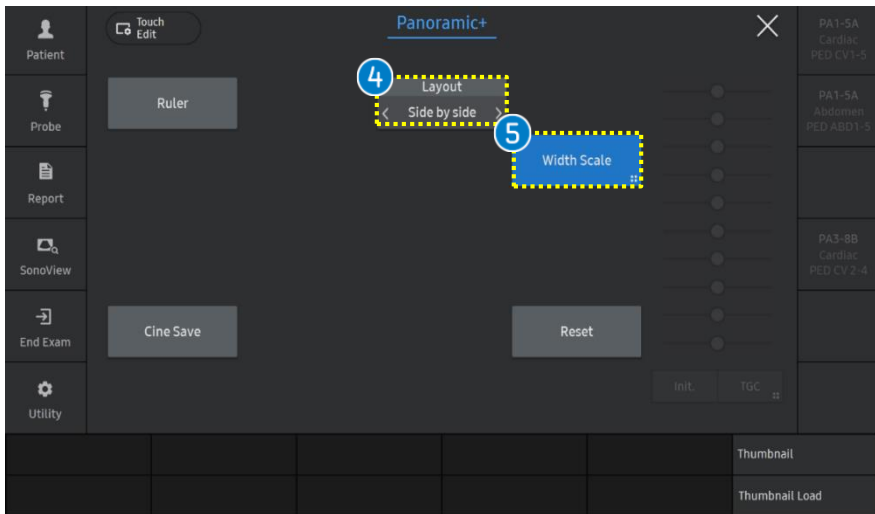 Patient
Touch
Edit
Panoramic+
PA1-5A
Cardiac
PED CV1-5
Probe
Ruler
4
Layout
< Side by side >
PA1-5A
Abdomen
PED ABD1-5
5
Width Scale
Report
SonoView
PA3-8B
Cardiac
PED CV 2-4
End Exam
Cine Save
Reset
Utility
Init.
TGC
Thumbnail
Thumbnail Load